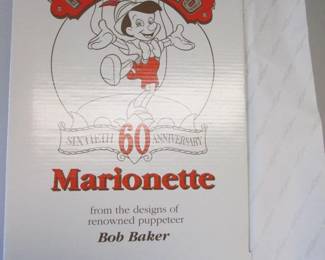 SIXTIETH 60 ANNIVERSARY
Marionette
from the designs of
renowned puppeteer
Bob Baker